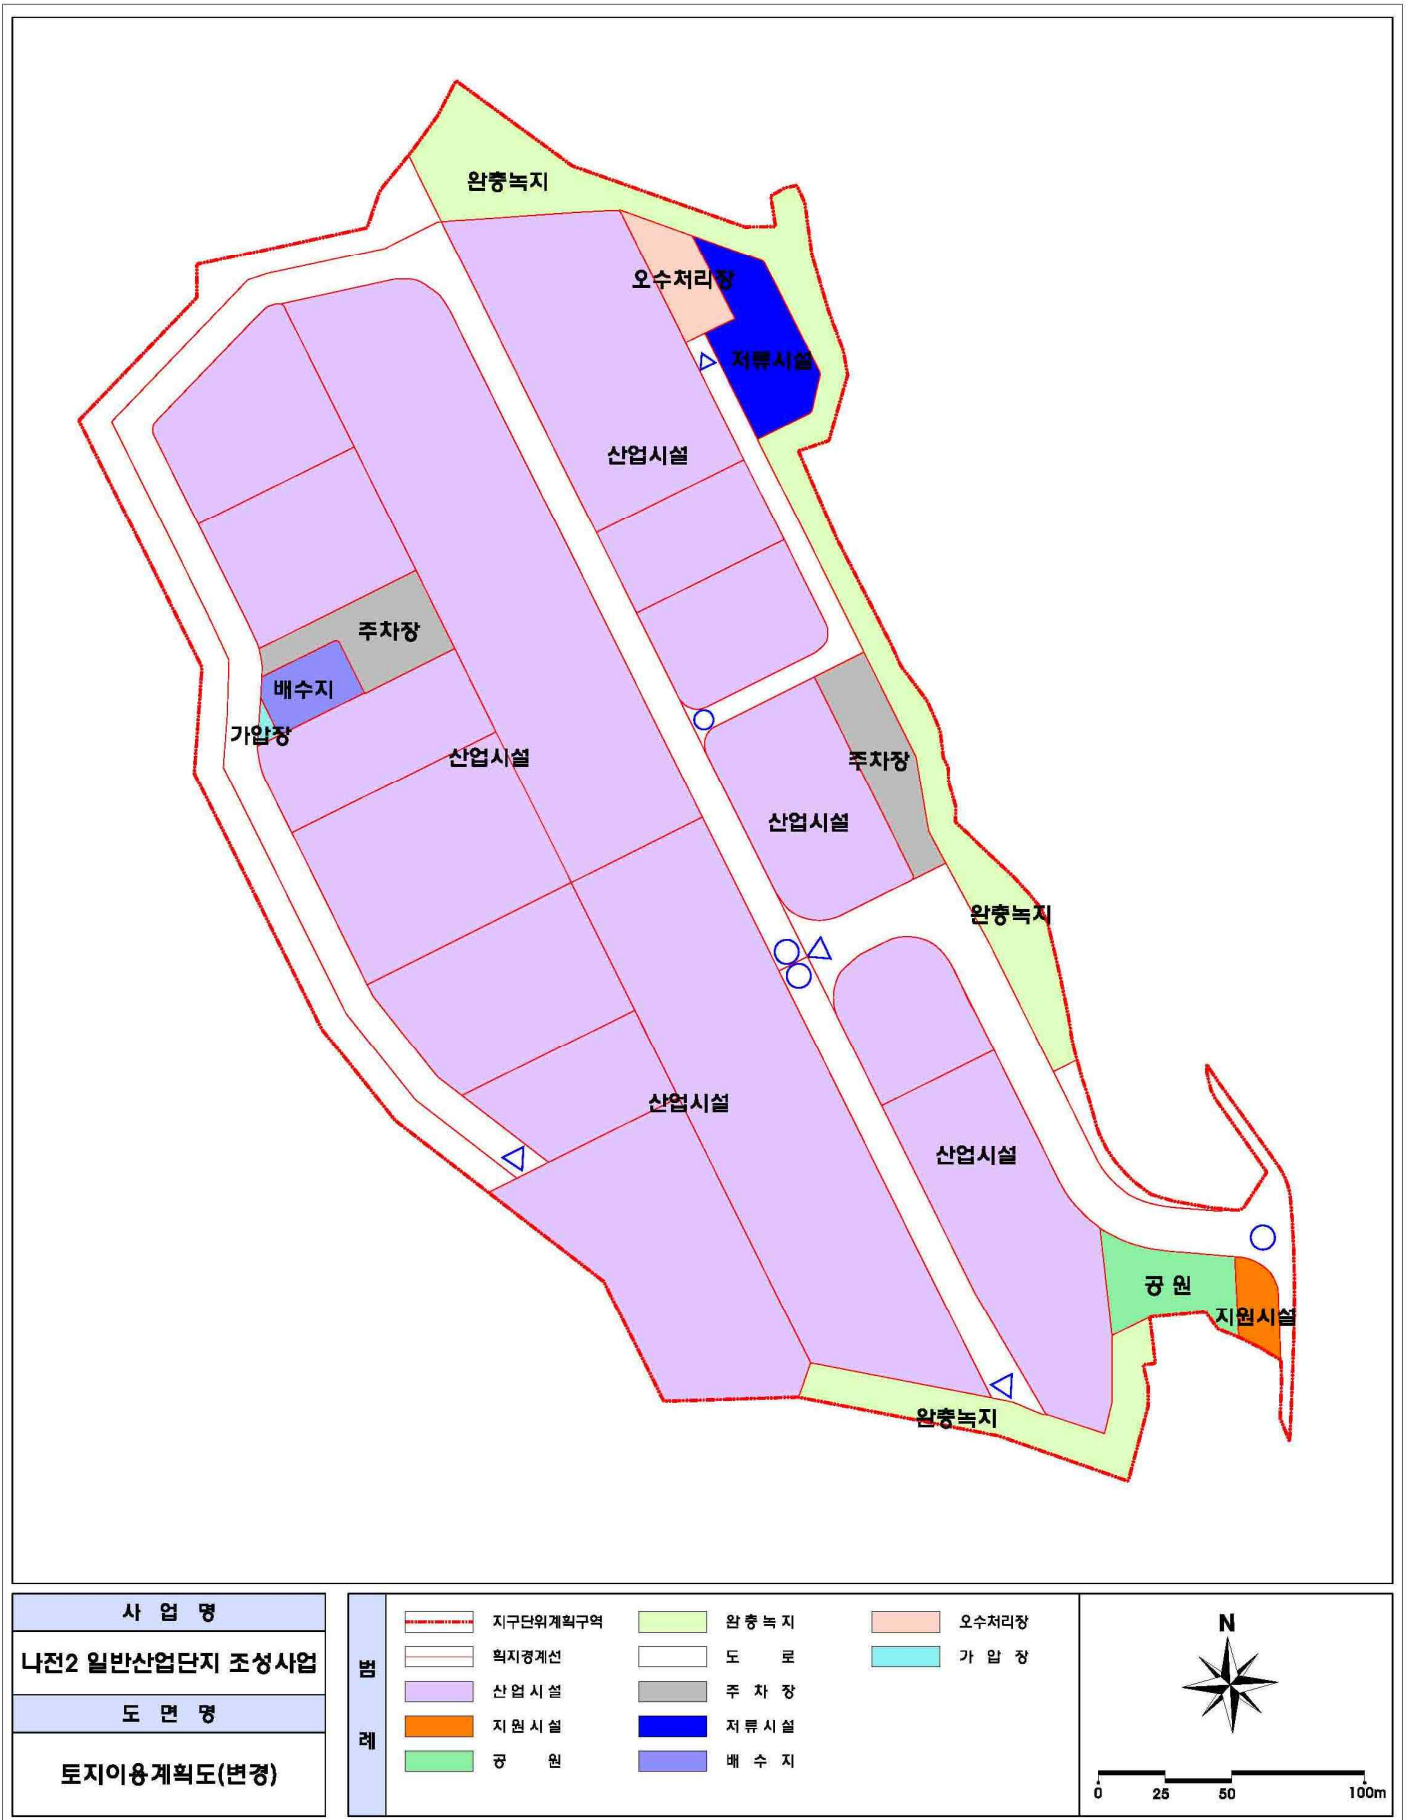 완충녹지
오수처리장
저류시설
산업시설
주차장
배수지
가압장
산업시설
주차장
산업시설
완충녹지
산업시설
산업시설
공 원
지원시설
완충녹지
사 업 명
나전2 일반산업단지 조성사업
도 면 명
토지이용계획도(변경)
범 례
지구단위계획구역
획지경계선
산업시설
지원시설
공 원
완충녹지
도 로
주 차 장
저류시설
배 수 지
오수처리장
가 압 장
N
0 25 50 100m